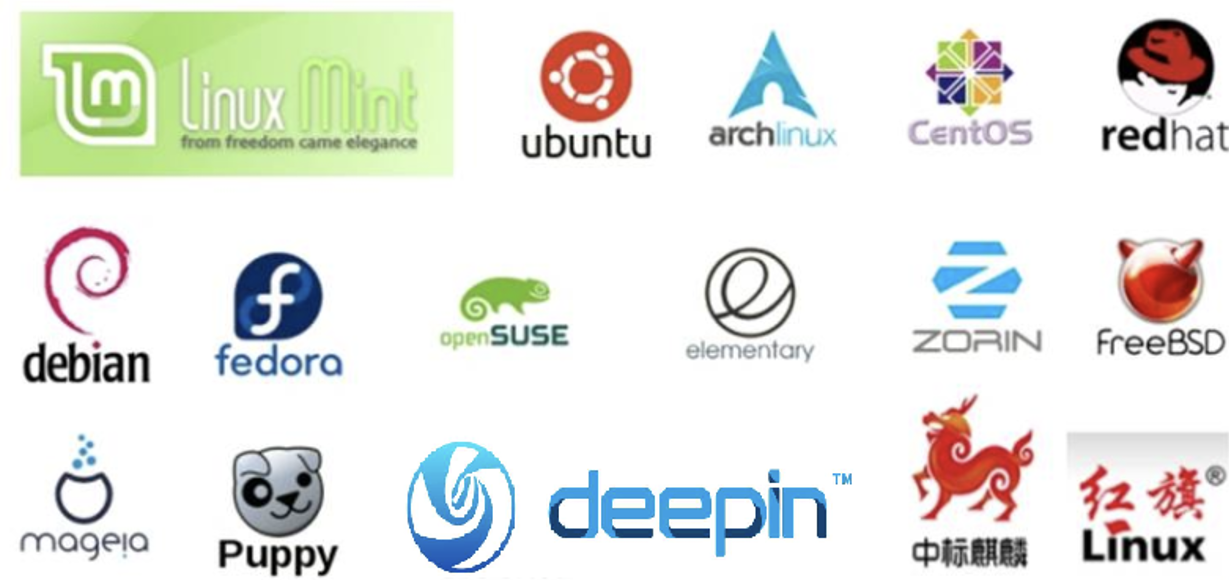 Linux Mint
from freedom came elegance
ubuntu
archlinux
CentOS
redhat
debian
fedora
openSUSE
elementary
ZORIN
FreeBSD
mageia
Puppy
deepin™
中标麒麟
红旗®
Linux